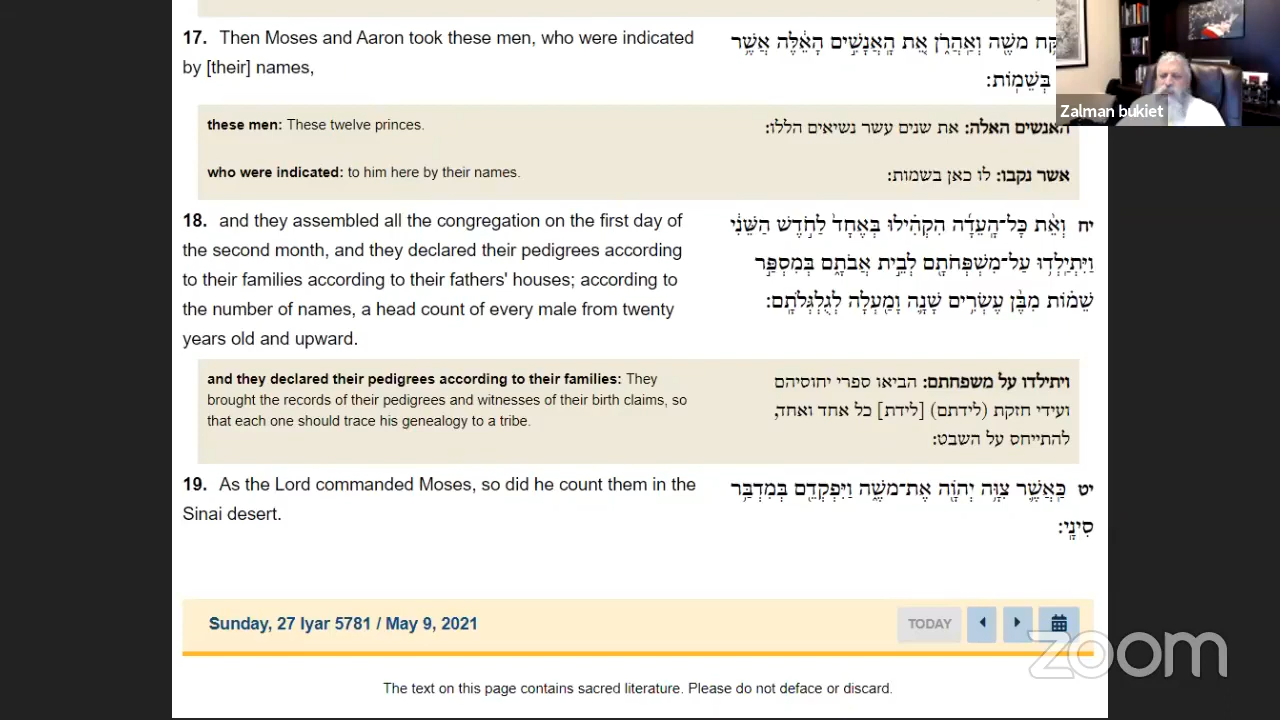 17. Then Moses and Aaron took these men, who were indicated
by [their] names,
קַּ֥ח משֶׁ֖ה וְאַֽהֲרֹ֑ן אֵ֚ת הָֽאֲנָשִׁ֣ים הָאֵ֔לֶּה אֲשֶׁ֥ר
בְּשֵׁמֽוֹת:
Zalman bukiet
these men: These twelve princes.
האנשים האלה: את שנים עשר נשיאים הללו:
who were indicated: to him here by their names.
אשר נקבו: לו כאן בשמות:
18. and they assembled all the congregation on the first day of
the second month, and they declared their pedigrees according
to their families according to their fathers' houses; according to
the number of names, a head count of every male from twenty
years old and upward.
יח וְאֵ֨ת כָּל־הָֽעֵדָ֜ה הִקְהִ֗ילוּ בְּאֶחָד֙ לַחֹ֣דֶשׁ הַשֵּׁנִ֔י
וַיִּתְיַֽלְד֥וּ עַל־מִשְׁפְּחֹתָ֖ם לְבֵ֣ית אֲבֹתָ֑ם בְּמִסְפַּ֣ר
שֵׁמ֗וֹת מִבֶּ֨ן עֶשְׂרִ֥ים שָׁנָ֛ה וָמַ֖עְלָה לְגֻלְגְּלֹתָֽם:
and they declared their pedigrees according to their families: They
brought the records of their pedigrees and witnesses of their birth claims, so
that each one should trace his genealogy to a tribe.
ויתילדו על משפחתם: הביאו ספרי יחוסיהם
ועידי חזקת (לידתם) [לידת] כל אחד ואחד,
להתייחס על השבט:
19. As the Lord commanded Moses, so did he count them in the
Sinai desert.
יט כַּֽאֲשֶׁ֛ר צִוָּ֥ה יְהֹוָ֖ה אֶת־משֶׁ֑ה וַיִּפְקְדֵ֖ם בְּמִדְבַּ֥ר
סִינָֽי:
Sunday, 27 Iyar 5781 / May 9, 2021
TODAY
zoom
The text on this page contains sacred literature. Please do not deface or discard.